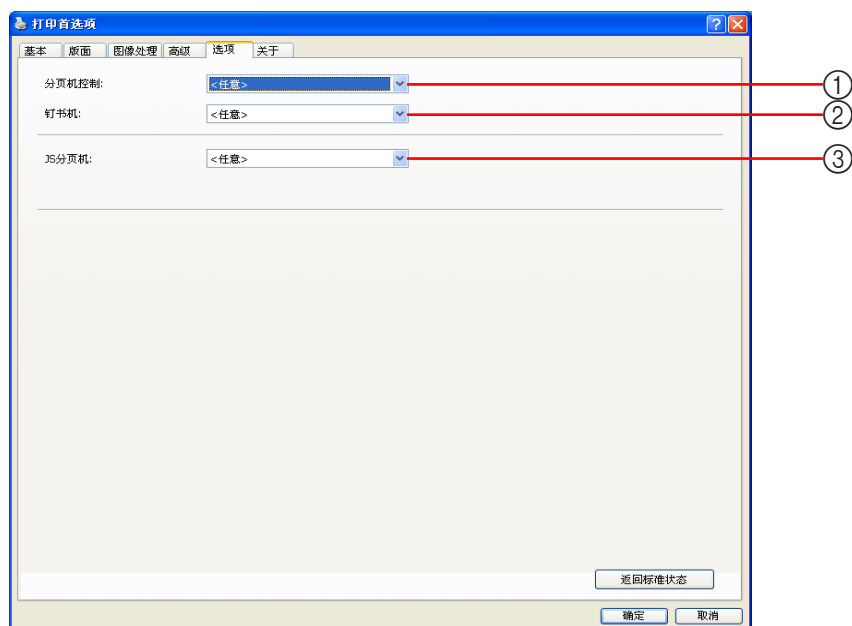 打印首选项
基本 版面 图像处理 高级 选项 关于
分页机控制: <任意> ①
钉书机: <任意> ②
JS分页机: <任意> ③
返回标准状态
确定 取消